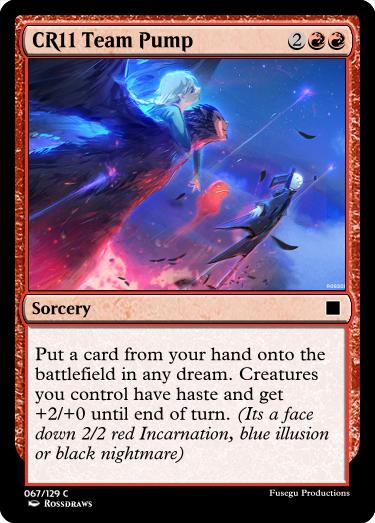 CR11 Team Pump 2
Sorcery
Put a card from your hand onto the
battlefield in any dream. Creatures
you control have haste and get
+2/+0 until end of turn. (Its a face
down 2/2 red Incarnation, blue illusion
or black nightmare)
067/129 C
Fusegu Productions
Rossdraws